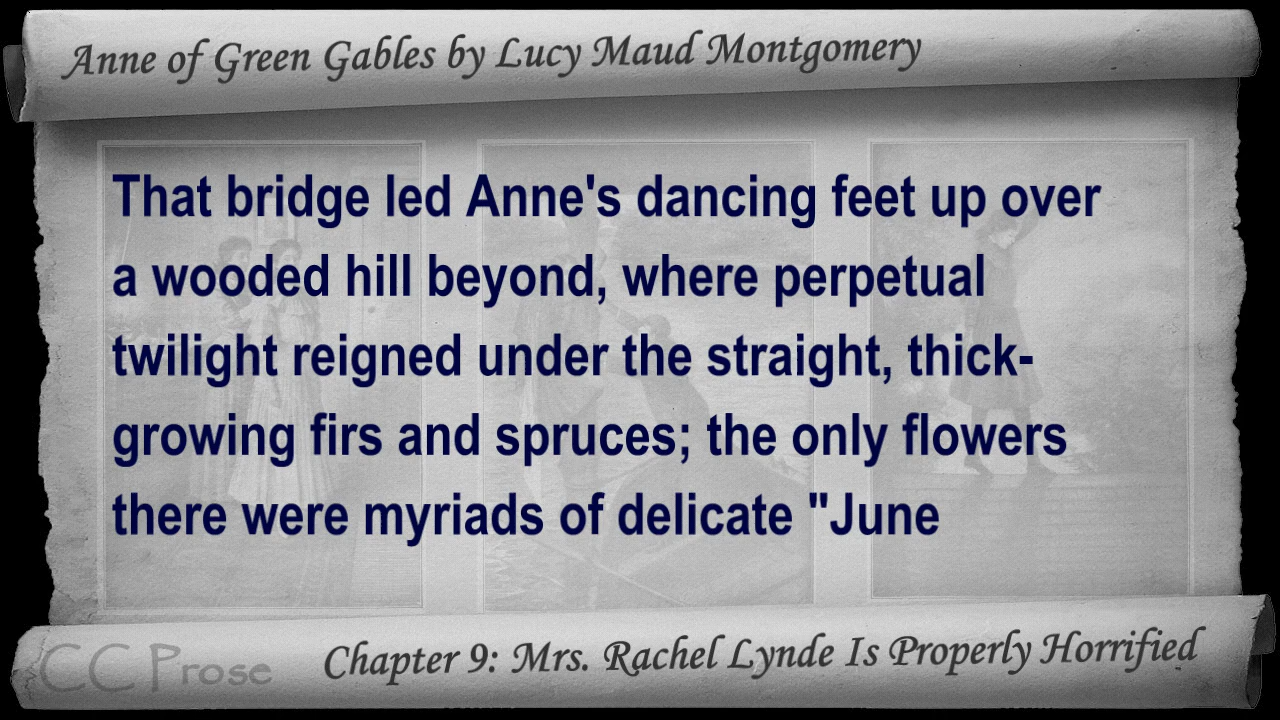 Anne of Green Gables by Lucy Maud Montgomery
That bridge led Anne's dancing feet up over
a wooded hill beyond, where perpetual
twilight reigned under the straight, thick-
growing firs and spruces; the only flowers
there were myriads of delicate "June
CC Prose
Chapter 9: Mrs. Rachel Lynde Is Properly Horrified